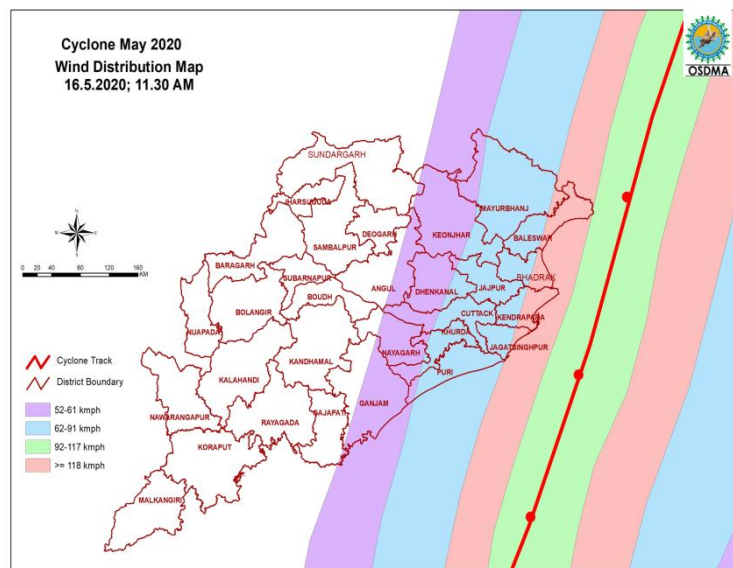 Cyclone May 2020
Wind Distribution Map
16.5.2020; 11.30 AM
OSDMA
N
W
E
S
0 20 40 80 120 160
KM
SUNDARGARH
JHARSUGUDA
MAYURBHANJ
DEOGARH
KEONJHAR
BALESWAR
SAMBALPUR
BARAGARH
SUBARNAPUR
BHADRAK
ANGUL
DHENKANAL
JAJPUR
BOUDH
BOLANGIR
CUTTACK
KENDRAPARA
NUAPADA
KHURDA
JAGATSINGHPUR
NAYAGARH
KANDHAMAL
PURI
KALAHANDI
GANJAM
NAWARANGAPUR
RAYAGADA
GAJAPATI
KORAPUT
MALKANGIRI
Cyclone Track
District Boundary
52-61 kmph
62-91 kmph
92-117 kmph
>= 118 kmph